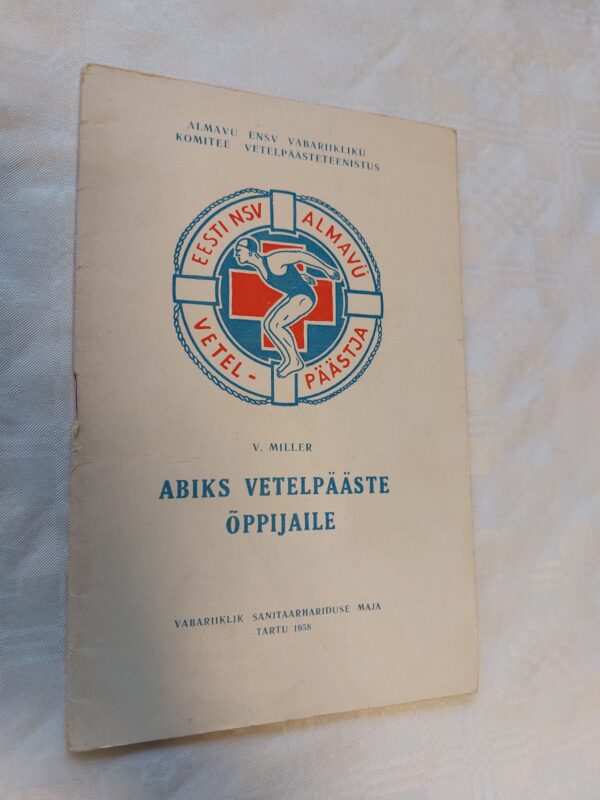 ALMAVÜ ENSV VABARIIKLIKU
KOMITEE VETELPÄÄSTETEENISTUS
EESTI NSV ALMAVÜ
VETEL-PÄÄSTJA
V. MILLER
ABIKS VETELPÄÄSTE
ÕPPIJAILE
VABARIIKLIK SANITAARHARIDUSE MAJA
TARTU 1958